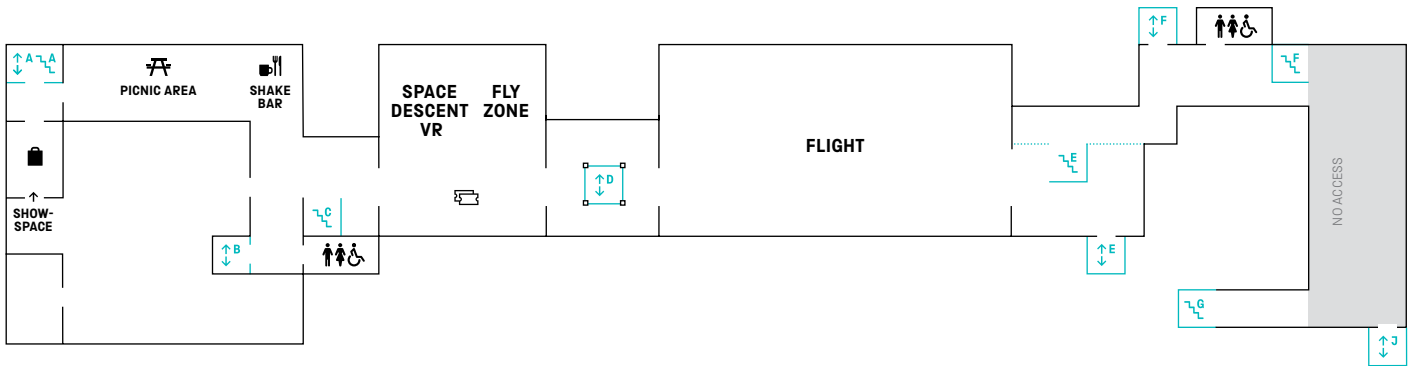 F
A A
F
PICNIC AREA
SHAKE
BAR
SPACE
DESCENT
VR
FLY
ZONE
FLIGHT
E
D
NO ACCESS
C
SHOW-
SPACE
B
E
G
J